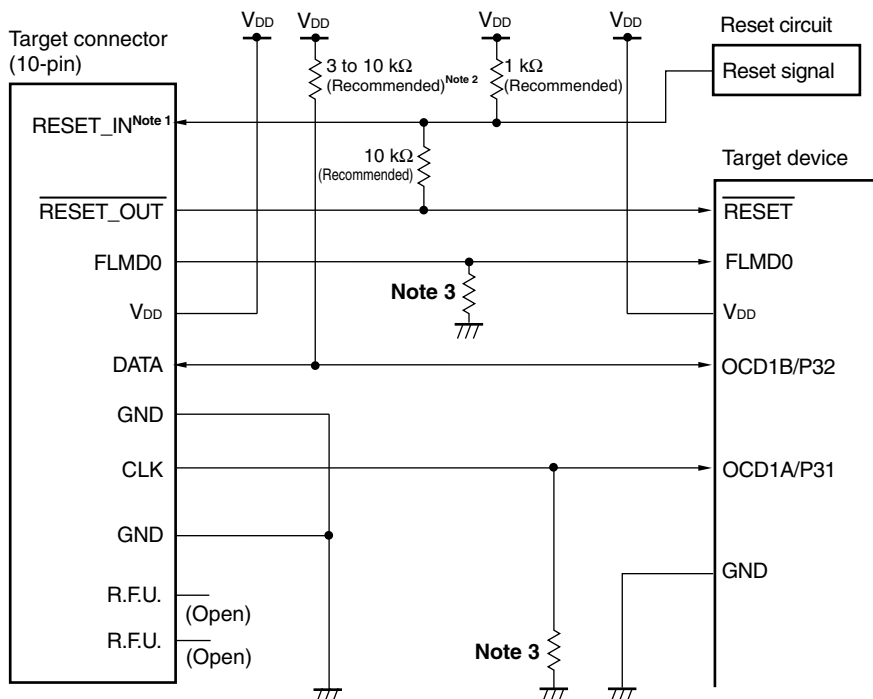 VDD VDD VDD VDD Reset circuit
Target connector
(10-pin)
3 to 10 kΩ
(Recommended)Note 2
1 kΩ
(Recommended)
Reset signal
RESET_INNote 1
10 kΩ
(Recommended)
Target device
RESET_OUT RESET
FLMD0 FLMD0
Note 3
VDD VDD
DATA OCD1B/P32
GND
CLK OCD1A/P31
GND
GND
R.F.U.
(Open)
R.F.U.
(Open)
Note 3